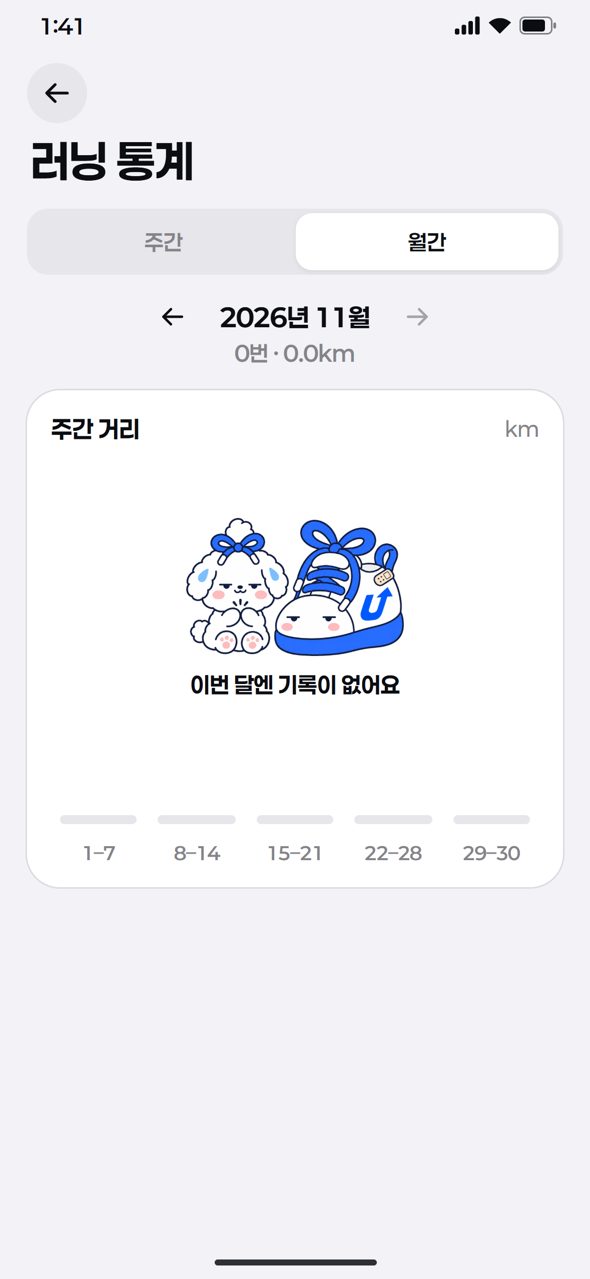 1:41
러닝 통계
주간 월간
2026년 11월
0번 · 0.0km
주간 거리 km
U
이번 달엔 기록이 없어요
1–7 8–14 15–21 22–28 29–30